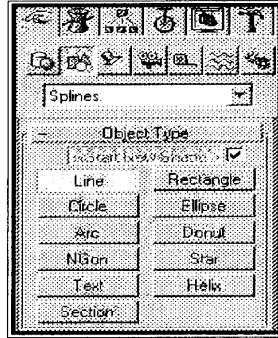 Splines
- Object Type
Start New Shape
Line Rectangle
Circle Ellipse
Arc Donut
NGon Star
Text Helix
Section